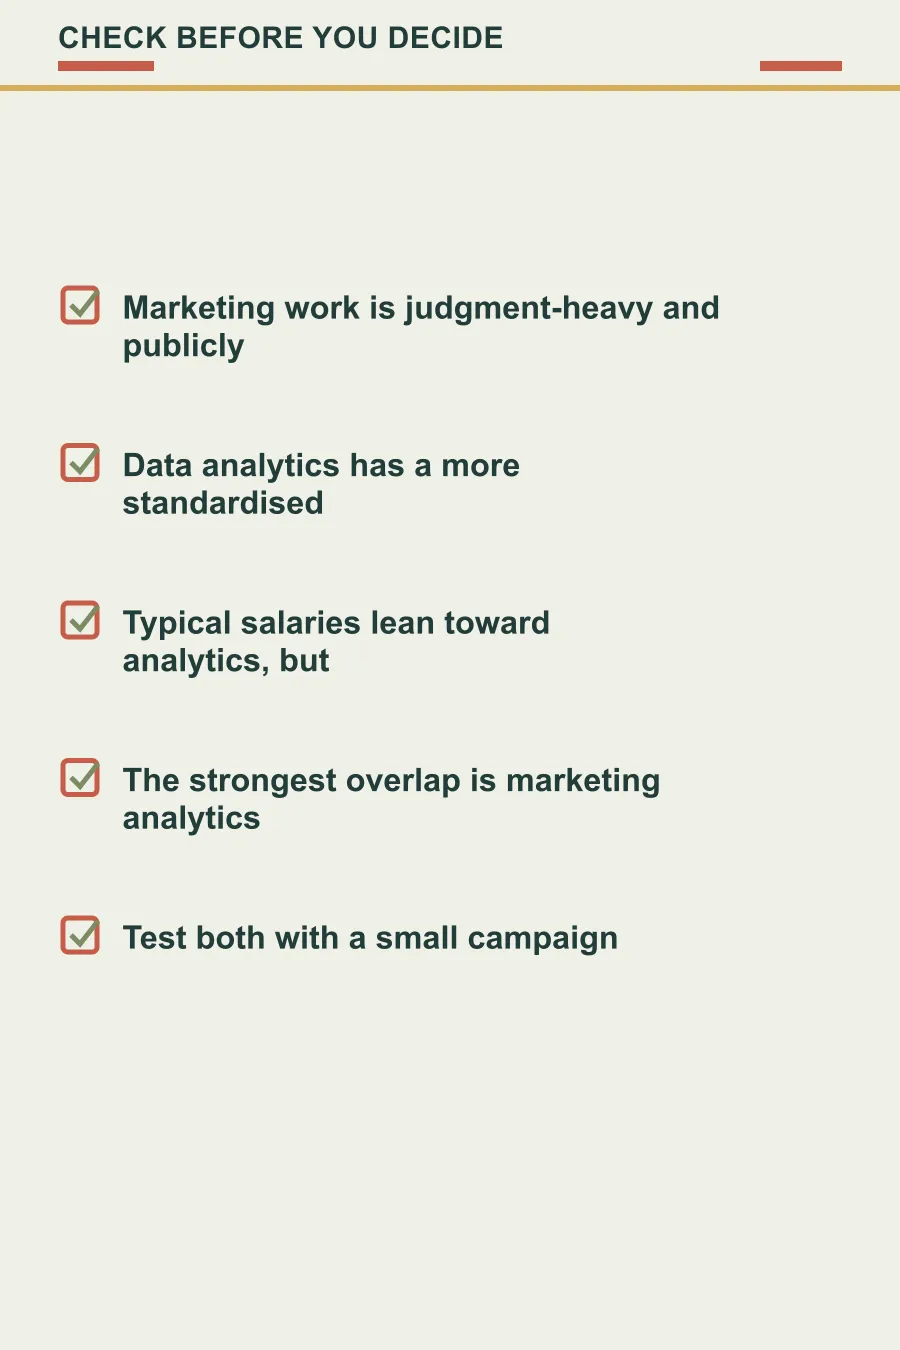 CHECK BEFORE YOU DECIDE
Marketing work is judgment-heavy and
publicly
Data analytics has a more
standardised
Typical salaries lean toward
analytics, but
The strongest overlap is marketing
analytics
Test both with a small campaign